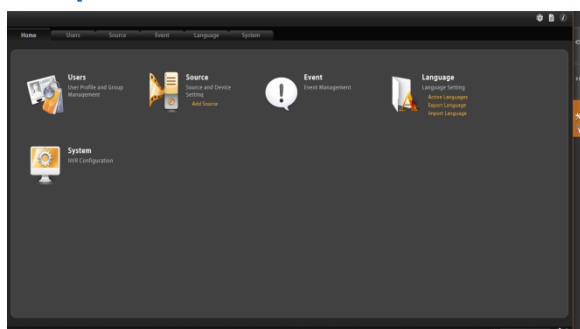 Home Users Source Event Language System
Users
User Profile and Group
Management
Source
Source and Device
Setting
Add Source
Event
Event Management
Language
Language Setting
Active Languages
Export Language
Import Language
System
NVR Configuration